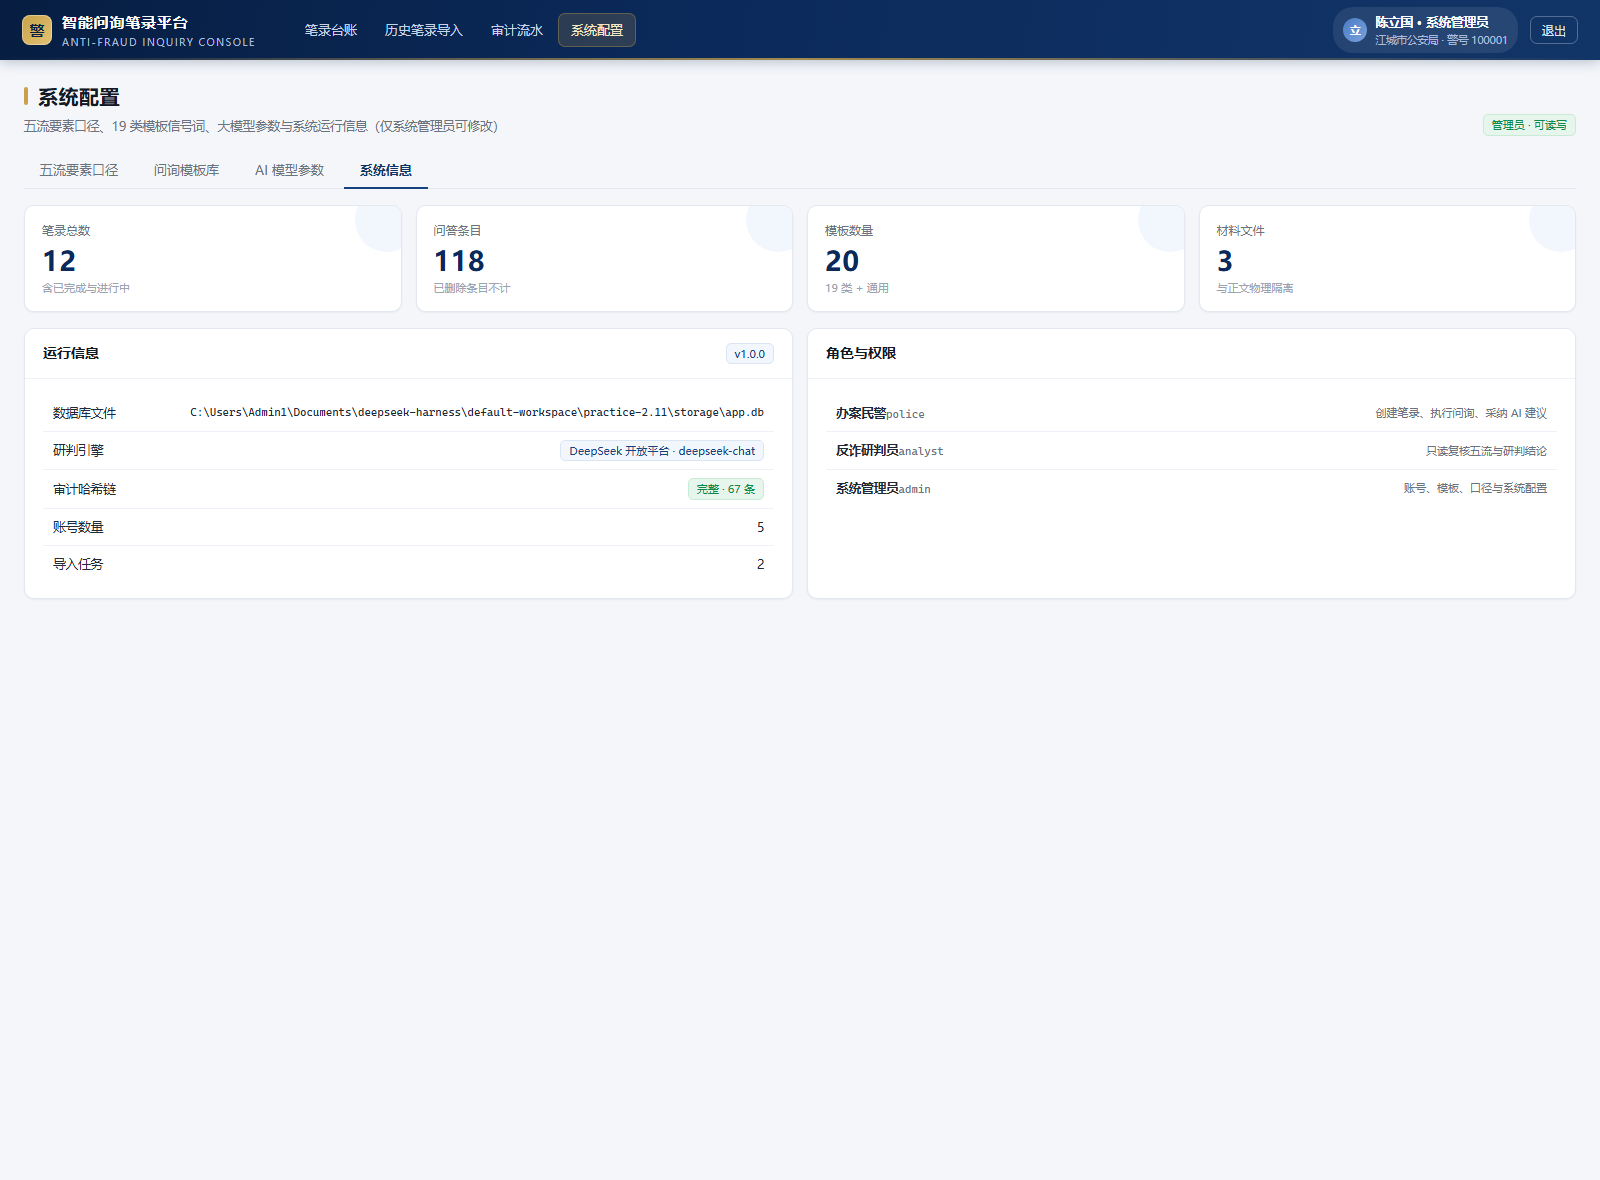 警
智能问询笔录平台
ANTI-FRAUD INQUIRY CONSOLE
笔录台账
历史笔录导入
审计流水
系统配置
立
陈立国 • 系统管理员
江城市公安局 · 警号 100001
退出
系统配置
五流要素口径、19 类模板信号词、大模型参数与系统运行信息（仅系统管理员可修改）
管理员 · 可读写
五流要素口径
问询模板库
AI 模型参数
系统信息
笔录总数
12
含已完成与进行中
问答条目
118
已删除条目不计
模板数量
20
19 类 + 通用
材料文件
3
与正文物理隔离
运行信息
v1.0.0
数据库文件 C:\Users\Admin1\Documents\deepseek-harness\default-workspace\practice-2.11\storage\app.db
研判引擎 DeepSeek 开放平台 · deepseek-chat
审计哈希链 完整 · 67 条
账号数量 5
导入任务 2
角色与权限
办案民警police 创建笔录、执行问询、采纳 AI 建议
反诈研判员analyst 只读复核五流与研判结论
系统管理员admin 账号、模板、口径与系统配置